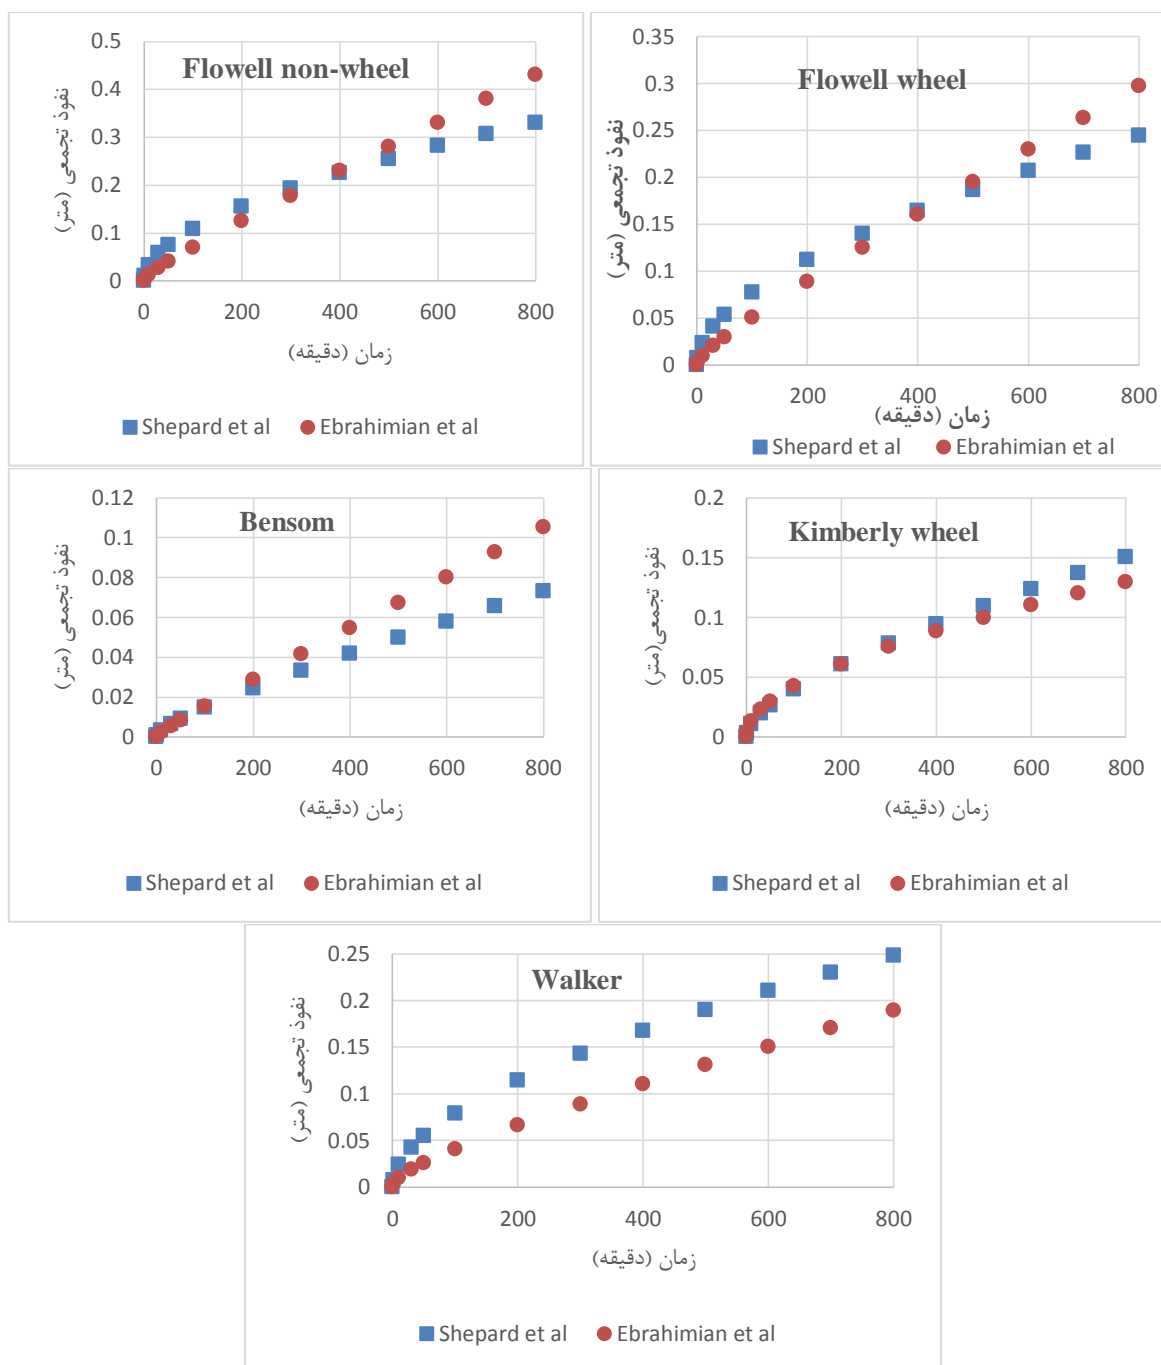 Flowell non-wheel
0.5
0.4
0.3
0.2
0.1
0
نفوذ تجمعی (متر)
0 200 400 600 800
زمان (دقیقه)
Shepard et al Ebrahimian et al
Flowell wheel
0.35
0.3
0.25
0.2
0.15
0.1
0.05
0
نفوذ تجمعی (متر)
0 200 400 600 800
زمان (دقیقه)
Shepard et al Ebrahimian et al
Bensom
0.12
0.1
0.08
0.06
0.04
0.02
0
نفوذ تجمعی (متر)
0 200 400 600 800
زمان (دقیقه)
Shepard et al Ebrahimian et al
Kimberly wheel
0.2
0.15
0.1
0.05
0
نفوذ تجمعی(متر)
0 200 400 600 800
زمان (دقیقه)
Shepard et al Ebrahimian et al
Walker
0.25
0.2
0.15
0.1
0.05
0
نفوذ تجمعی (متر)
0 200 400 600 800
زمان (دقیقه)
Shepard et al Ebrahimian et al